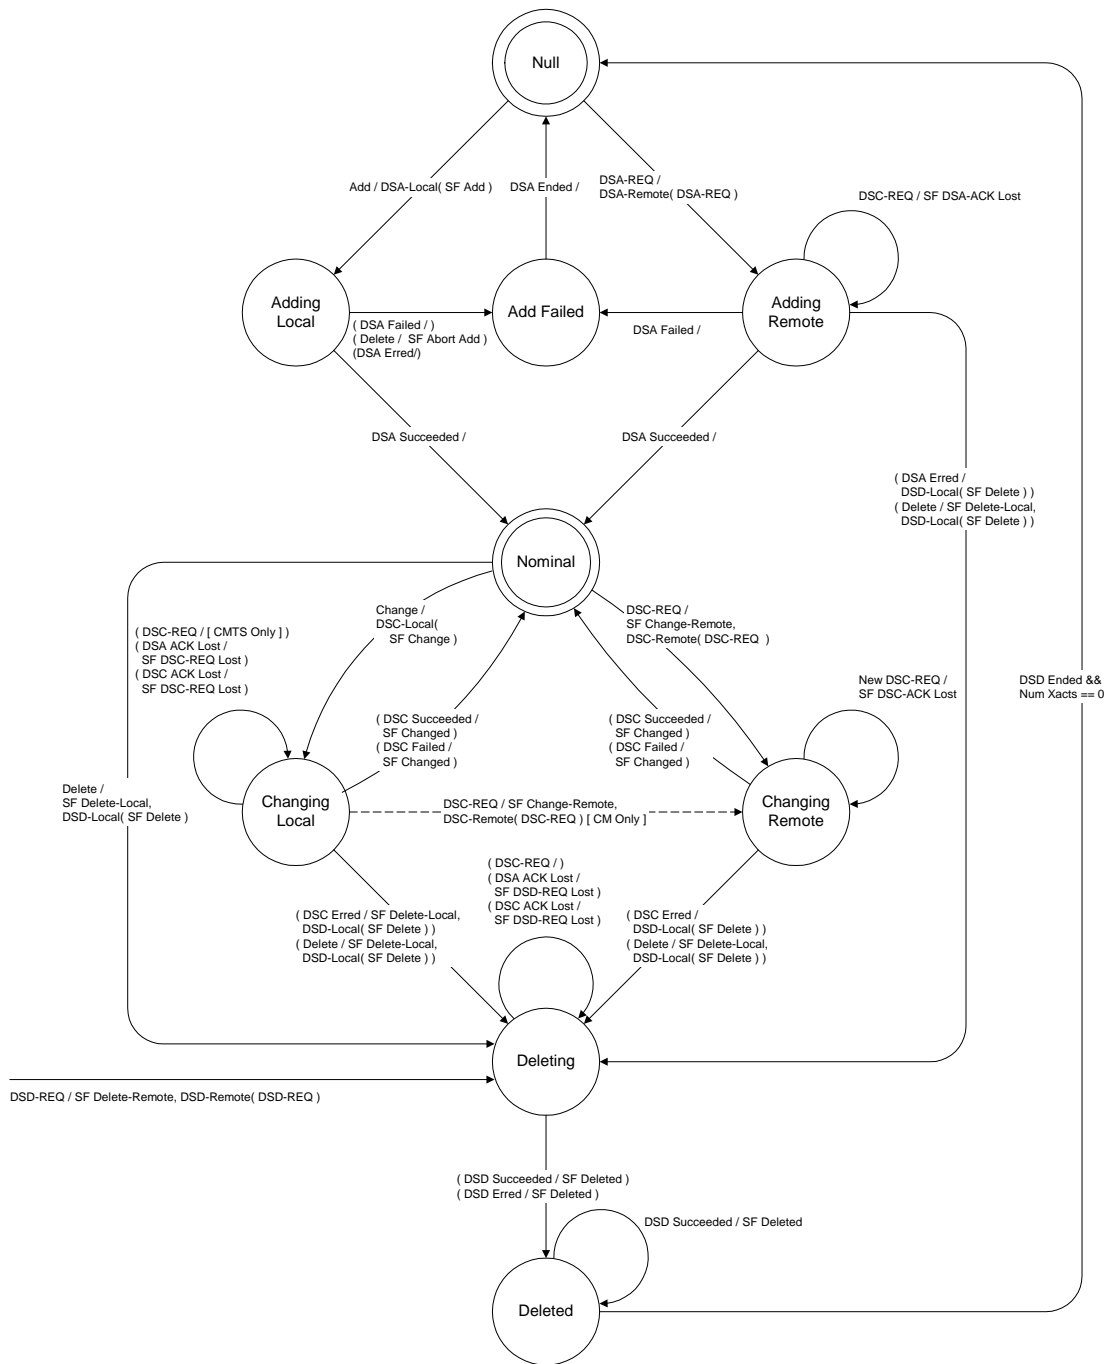 Null
Add / DSA-Local( SF Add )
DSA Ended /
DSA-REQ /
DSA-Remote( DSA-REQ )
DSC-REQ / SF DSA-ACK Lost
Adding
Local
Add Failed
Adding
Remote
( DSA Failed / )
( Delete / SF Abort Add )
(DSA Erred/)
DSA Failed /
DSA Succeeded /
DSA Succeeded /
( DSA Erred /
DSD-Local( SF Delete ) )
( Delete / SF Delete-Local,
DSD-Local( SF Delete ) )
Nominal
Change /
DSC-Local(
SF Change )
DSC-REQ /
SF Change-Remote,
DSC-Remote( DSC-REQ )
( DSC-REQ / [ CMTS Only ] )
( DSA ACK Lost /
SF DSC-REQ Lost )
( DSC ACK Lost /
SF DSC-REQ Lost )
New DSC-REQ /
SF DSC-ACK Lost
DSD Ended &&
Num Xacts == 0
( DSC Succeeded /
SF Changed )
( DSC Failed /
SF Changed )
( DSC Succeeded /
SF Changed )
( DSC Failed /
SF Changed )
Delete /
SF Delete-Local,
DSD-Local( SF Delete )
Changing
Local
DSC-REQ / SF Change-Remote,
DSC-Remote( DSC-REQ ) [ CM Only ]
Changing
Remote
( DSC-REQ / )
( DSA ACK Lost /
SF DSD-REQ Lost )
( DSC ACK Lost /
SF DSD-REQ Lost )
( DSC Erred / SF Delete-Local,
DSD-Local( SF Delete ) )
( Delete / SF Delete-Local,
DSD-Local( SF Delete ) )
( DSC Erred /
DSD-Local( SF Delete ) )
( Delete / SF Delete-Local,
DSD-Local( SF Delete ) )
Deleting
DSD-REQ / SF Delete-Remote, DSD-Remote( DSD-REQ )
( DSD Succeeded / SF Deleted )
( DSD Erred / SF Deleted )
DSD Succeeded / SF Deleted
Deleted